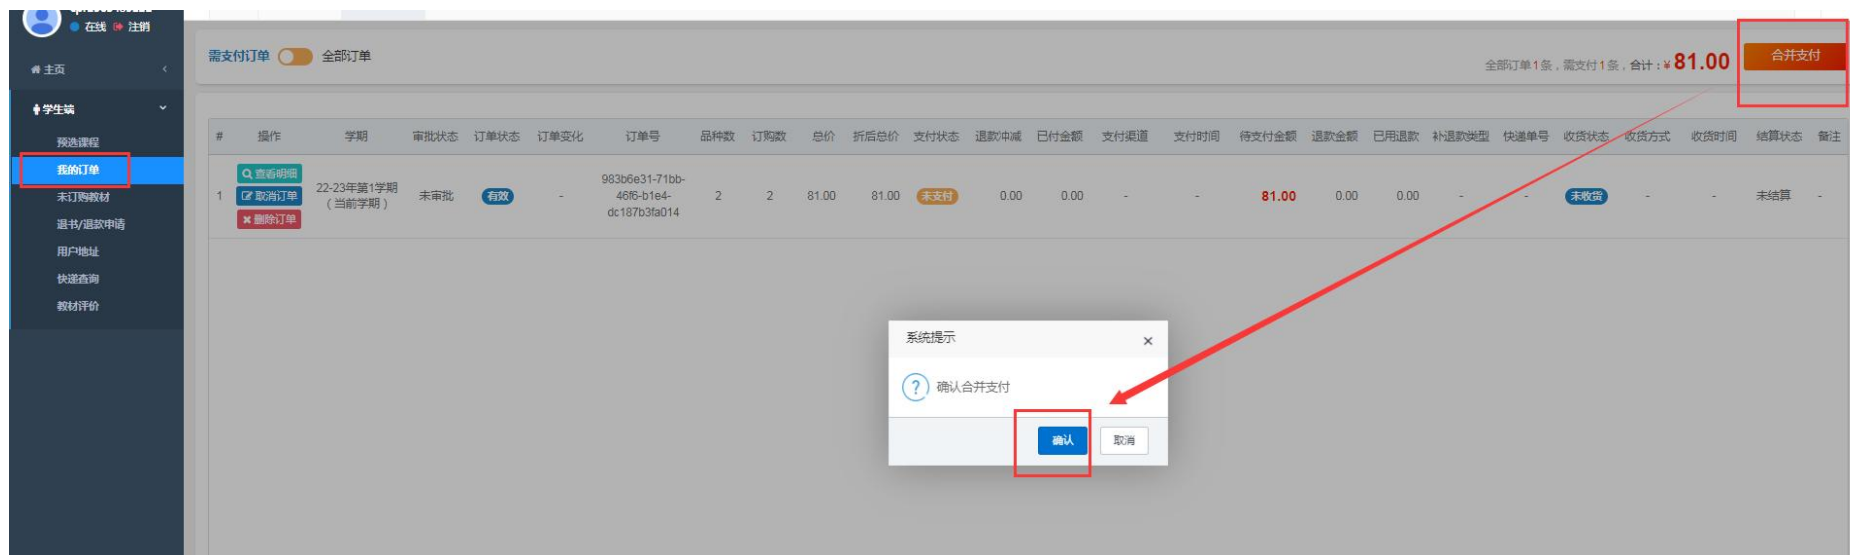 在线 注销
主页
学生端
预选课程
我的订单
未订购教材
退书/退款申请
用户地址
快递查询
教材评价
需支付订单 全部订单
全部订单1条，需支付1条，合计：¥81.00
合并支付
# 操作 学期 审批状态 订单状态 订单变化 订单号 品种数 订购数 总价 折后总价 支付状态 退款冲减 已付金额 支付渠道 支付时间 待支付金额 退款金额 已用退款 补退款类型 快递单号 收货状态 收货方式 收货时间 结算状态 备注
1
查看明细
取消订单
删除订单
22-23年第1学期
（当前学期）
未审批 有效 -
983b6e31-71bb-
46f6-b1e4-
dc187b3fa014
2 2 81.00 81.00 未支付 0.00 0.00 - - 81.00 0.00 0.00 - - 未收货 - - 未结算 -
系统提示 ×
? 确认合并支付
确认 取消